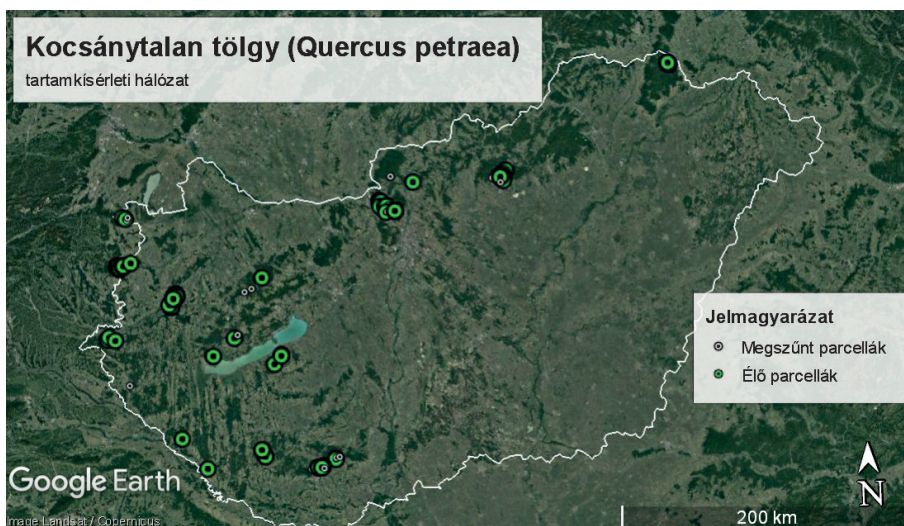 Kocsánytalan tölgy (Quercus petraea)
tartamkísérleti hálózat
Jelmagyarázat
Megszűnt parcellák
Élő parcellák
Google Earth
N
Image Landsat / Copernicus
200 km